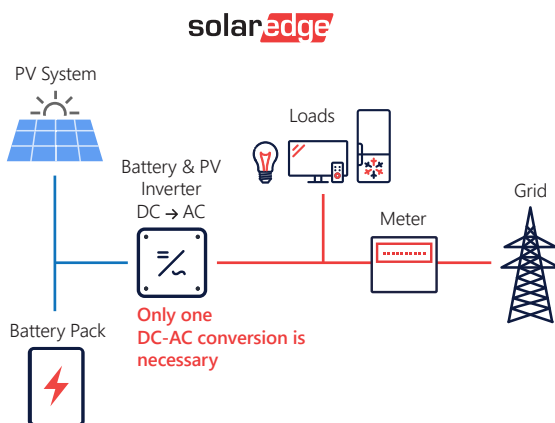 solaredge
PV System
Loads
Battery & PV
Inverter
DC → AC
Grid
Meter
Only one
DC-AC conversion is
necessary
Battery Pack